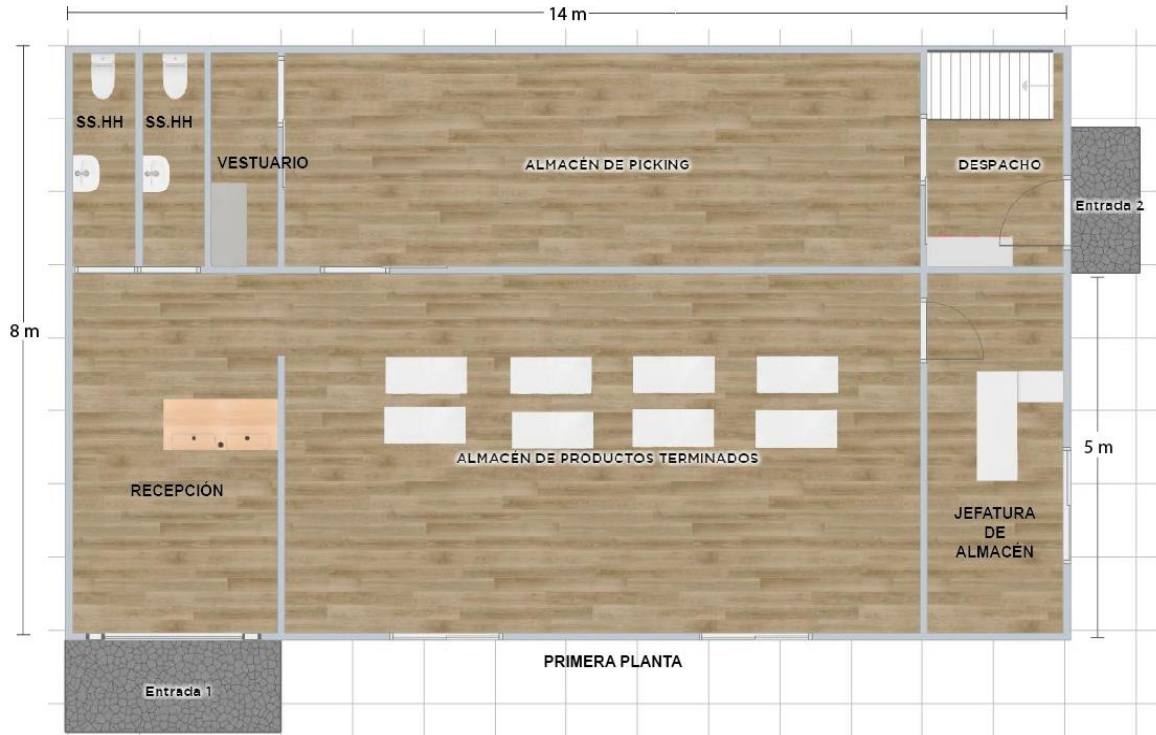 14 m
SS.HH
SS.HH
VESTUARIO
ALMACÉN DE PICKING
DESPACHO
Entrada 2
8 m
5 m
ALMACÉN DE PRODUCTOS TERMINADOS
RECEPCIÓN
JEFATURA
DE
ALMACÉN
PRIMERA PLANTA
Entrada 1